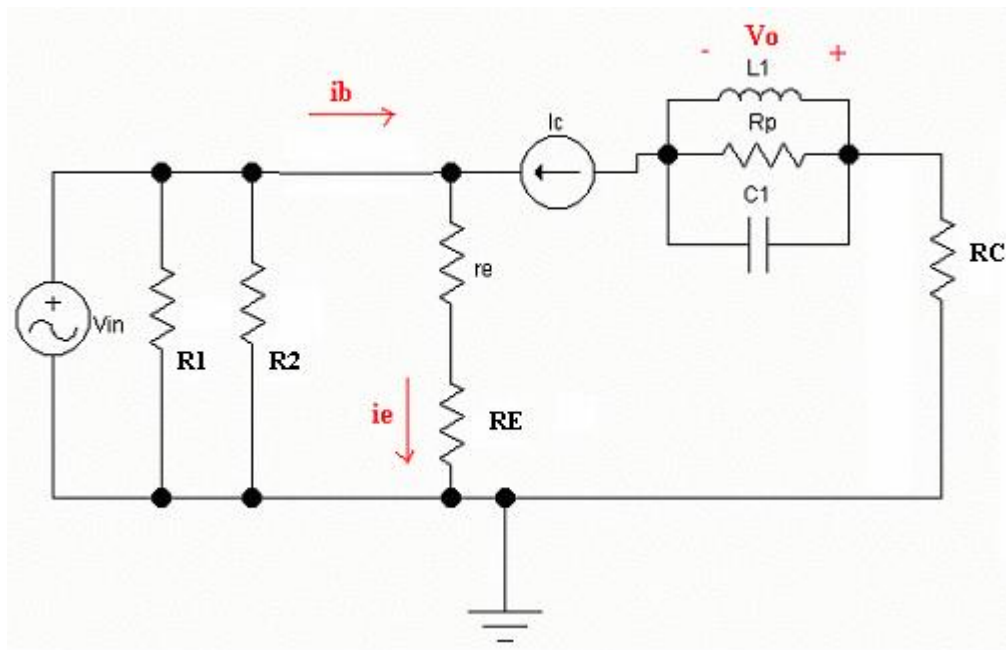 - Vo +
L1
ib
Ic
Rp
C1
re
RC
+
Vin
R1
R2
ie
RE